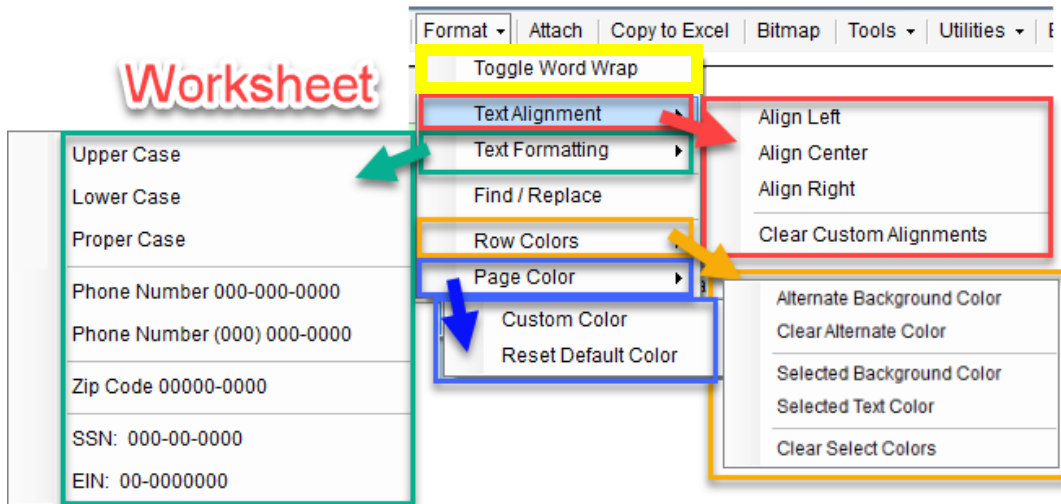 Format Attach Copy to Excel Bitmap Tools Utilities
Worksheet
Toggle Word Wrap
Text Alignment
Text Formatting
Find / Replace
Row Colors
Page Color
Align Left
Align Center
Align Right
Clear Custom Alignments
Upper Case
Lower Case
Proper Case
Phone Number 000-000-0000
Phone Number (000) 000-0000
Zip Code 00000-0000
SSN: 000-00-0000
EIN: 00-0000000
Custom Color
Reset Default Color
Alternate Background Color
Clear Alternate Color
Selected Background Color
Selected Text Color
Clear Select Colors